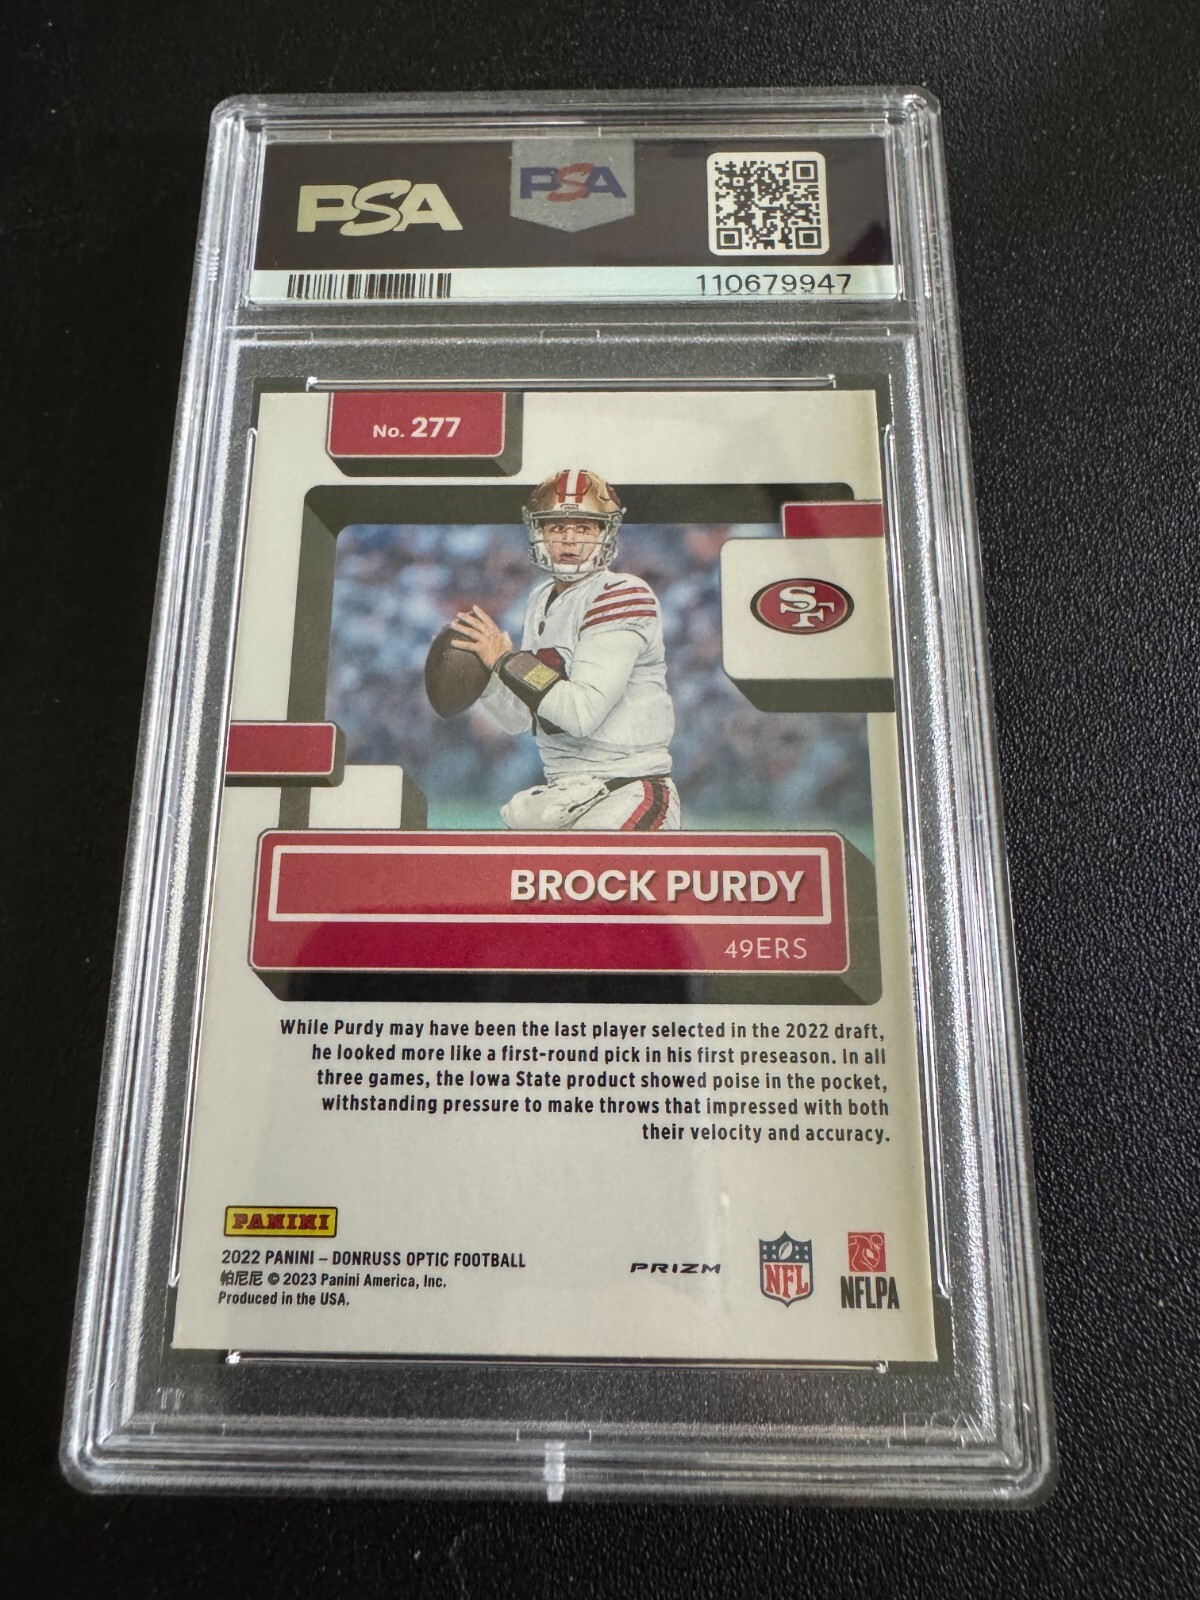 PSA
PSA
110679947
No. 277
SF
BROCK PURDY
49ERS
While Purdy may have been the last player selected in the 2022 draft,
he looked more like a first-round pick in his first preseason. In all
three games, the Iowa State product showed poise in the pocket,
withstanding pressure to make throws that impressed with both
their velocity and accuracy.
PANINI
2022 PANINI – DONRUSS OPTIC FOOTBALL
帕尼尼 © 2023 Panini America, Inc.
Produced in the USA.
PRIZM
NFL
NFLPA